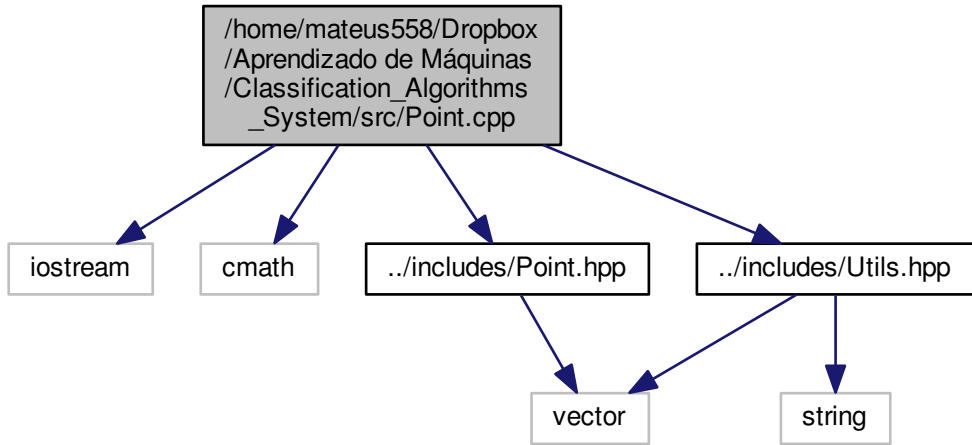 /home/mateus558/Dropbox
/Aprendizado de Máquinas
/Classification_Algorithms
_System/src/Point.cpp
iostream
cmath
../includes/Point.hpp
../includes/Utils.hpp
vector
string